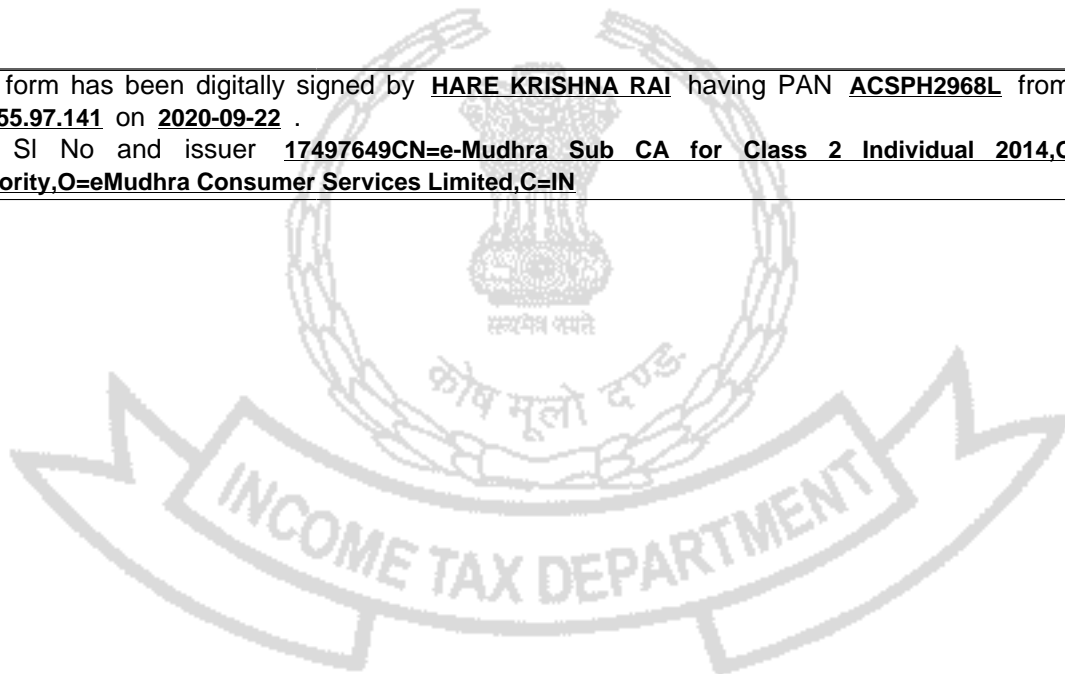 form has been digitally signed by HARE KRISHNA RAI having PAN ACSPH2968L from
55.97.141 on 2020-09-22 .
SI No and issuer 17497649CN=e-Mudhra Sub CA for Class 2 Individual 2014,O
ority,O=eMudhra Consumer Services Limited,C=IN
सत्यमेव जयते
कोष मूलो दण्डः
INCOME TAX DEPARTMENT